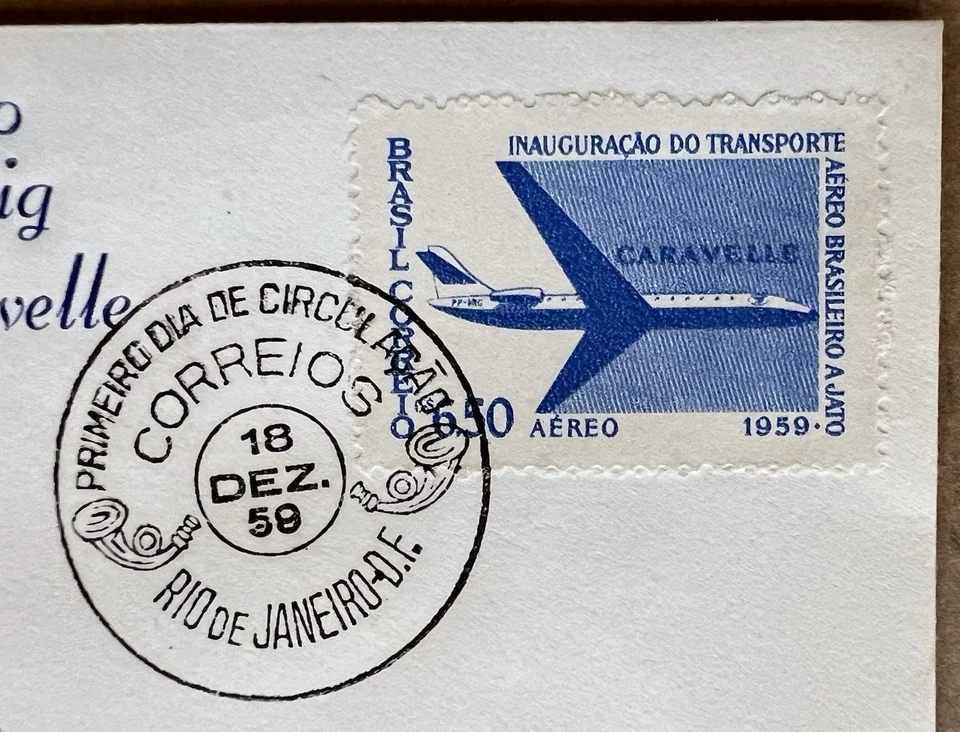 o
ig
velle
INAUGURAÇÃO DO TRANSPORTE
AÉREO BRASILEIRO A JATO
BRASIL CORREIO
CARAVELLE
PP-VRG
6,50 AÉREO 1959
PRIMEIRO DIA DE CIRCULAÇÃO
CORREIOS
18
DEZ.
59
RIO DE JANEIRO-D.F.